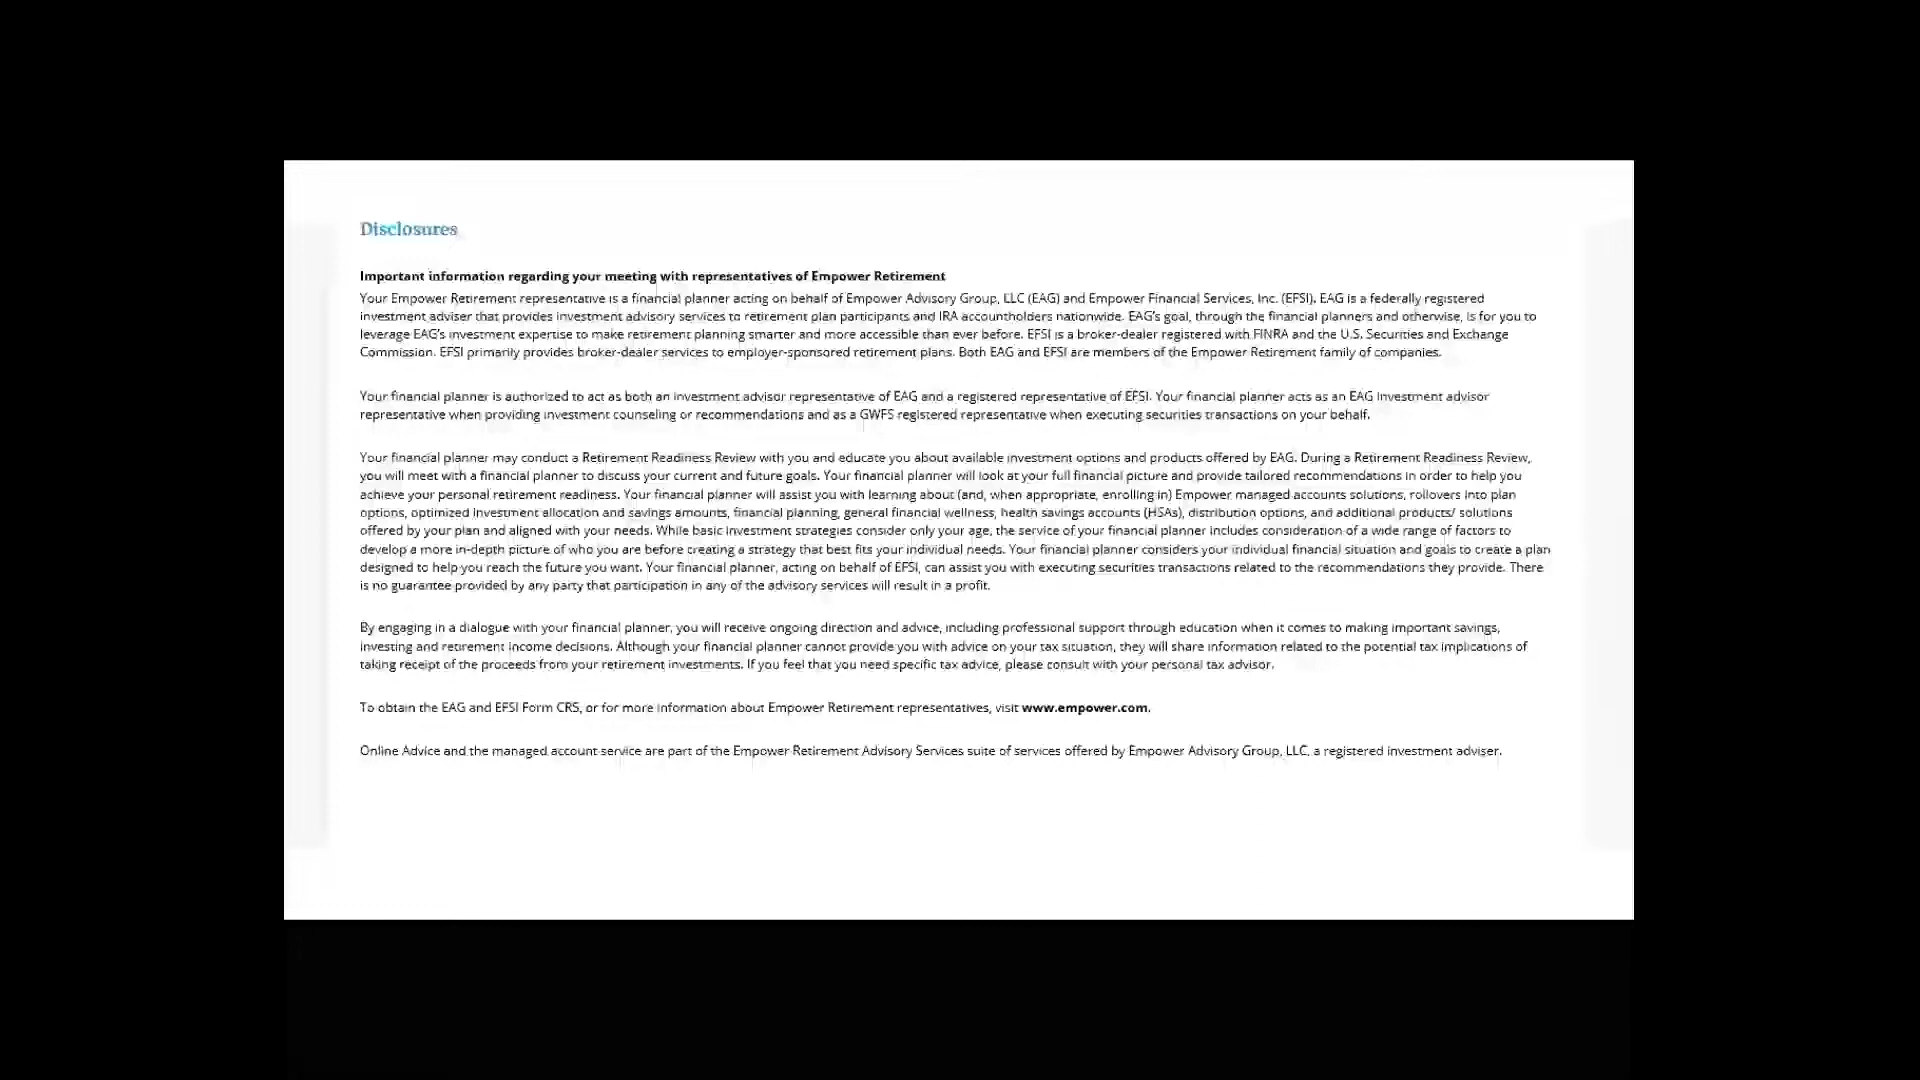 Disclosures
Important information regarding your meeting with representatives of Empower Retirement
Your Empower Retirement representative is a financial planner acting on behalf of Empower Advisory Group, LLC (EAG) and Empower Financial Services, Inc. (EFSI). EAG is a federally registered
investment adviser that provides investment advisory services to retirement plan participants and IRA accountholders nationwide. EAG's goal, through the financial planners and otherwise, is for you to
leverage EAG's investment expertise to make retirement planning smarter and more accessible than ever before. EFSI is a broker-dealer registered with FINRA and the U.S. Securities and Exchange
Commission. EFSI primarily provides broker-dealer services to employer-sponsored retirement plans. Both EAG and EFSI are members of the Empower Retirement family of companies.
Your financial planner is authorized to act as both an investment advisor representative of EAG and a registered representative of EFSI. Your financial planner acts as an EAG investment advisor
representative when providing investment counseling or recommendations and as a GWFS registered representative when executing securities transactions on your behalf.
Your financial planner may conduct a Retirement Readiness Review with you and educate you about available investment options and products offered by EAG. During a Retirement Readiness Review,
you will meet with a financial planner to discuss your current and future goals. Your financial planner will look at your full financial picture and provide tailored recommendations in order to help you
achieve your personal retirement readiness. Your financial planner will assist you with learning about (and, when appropriate, enrolling in) Empower managed accounts solutions, rollovers into plan
options, optimized investment allocation and savings amounts, financial planning, general financial wellness, health savings accounts (HSAs), distribution options, and additional products/ solutions
offered by your plan and aligned with your needs. While basic investment strategies consider only your age, the service of your financial planner includes consideration of a wide range of factors to
develop a more in-depth picture of who you are before creating a strategy that best fits your individual needs. Your financial planner considers your individual financial situation and goals to create a plan
designed to help you reach the future you want. Your financial planner, acting on behalf of EFSI, can assist you with executing securities transactions related to the recommendations they provide. There
is no guarantee provided by any party that participation in any of the advisory services will result in a profit.
By engaging in a dialogue with your financial planner, you will receive ongoing direction and advice, including professional support through education when it comes to making important savings,
investing and retirement income decisions. Although your financial planner cannot provide you with advice on your tax situation, they will share information related to the potential tax implications of
taking receipt of the proceeds from your retirement investments. If you feel that you need specific tax advice, please consult with your personal tax advisor.
To obtain the EAG and EFSI Form CRS, or for more information about Empower Retirement representatives, visit www.empower.com.
Online Advice and the managed account service are part of the Empower Retirement Advisory Services suite of services offered by Empower Advisory Group, LLC, a registered investment adviser.